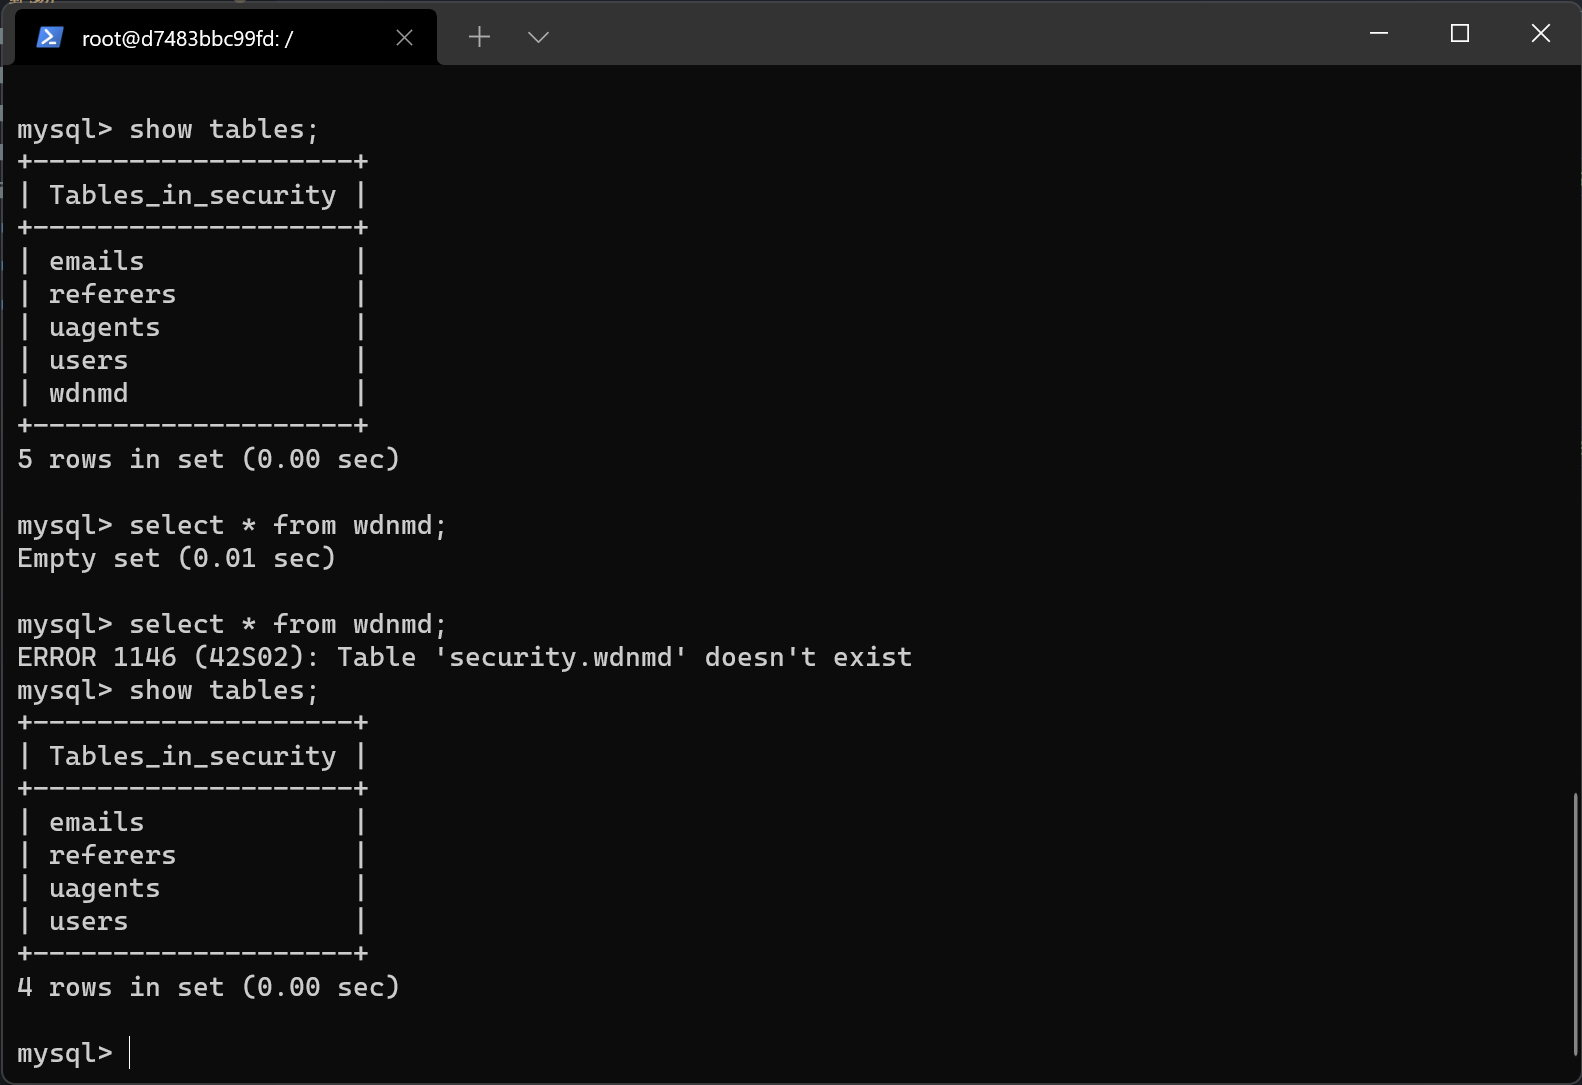 root@d7483bbc99fd: /
mysql> show tables;
+--------------------+
| Tables_in_security |
+--------------------+
| emails             |
| referers           |
| uagents            |
| users              |
| wdnmd              |
+--------------------+
5 rows in set (0.00 sec)
mysql> select * from wdnmd;
Empty set (0.01 sec)
mysql> select * from wdnmd;
ERROR 1146 (42S02): Table 'security.wdnmd' doesn't exist
mysql> show tables;
+--------------------+
| Tables_in_security |
+--------------------+
| emails             |
| referers           |
| uagents            |
| users              |
+--------------------+
4 rows in set (0.00 sec)
mysql>